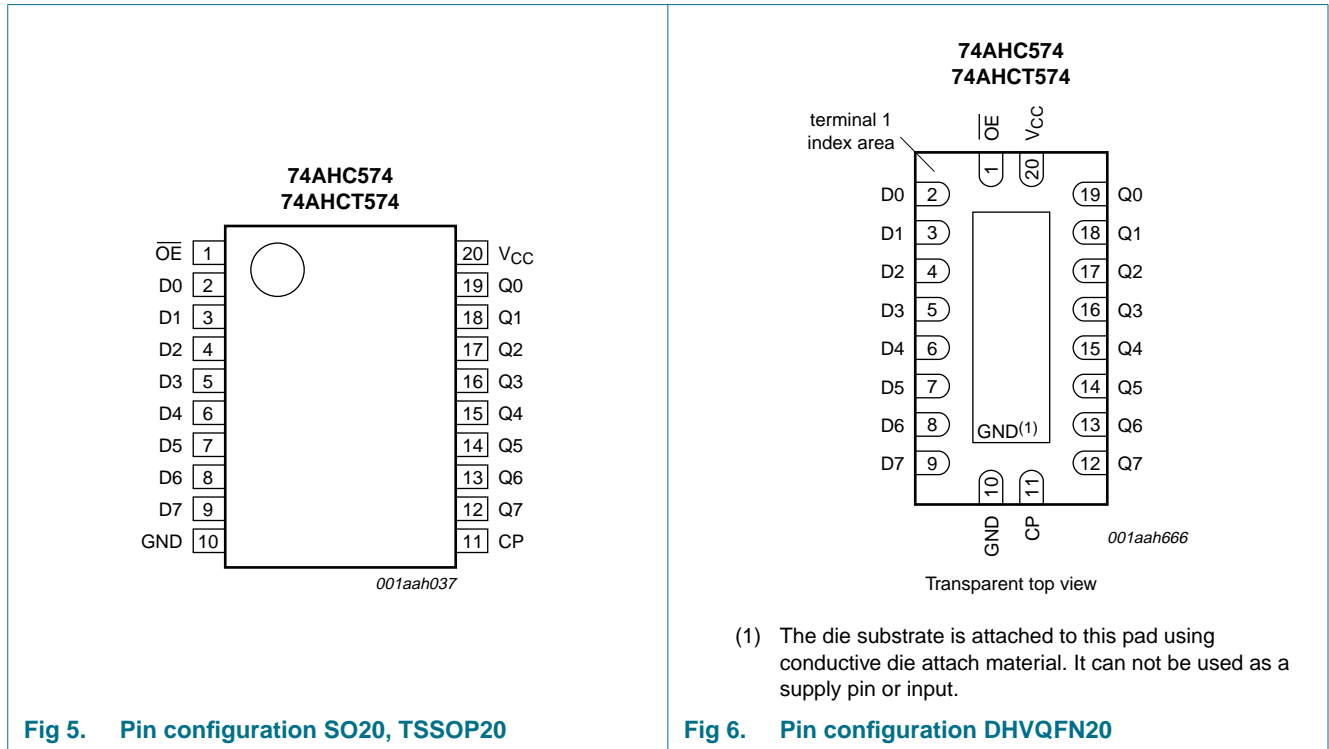 74AHC574
74AHCT574
OE 1
D0 2
D1 3
D2 4
D3 5
D4 6
D5 7
D6 8
D7 9
GND 10
20 VCC
19 Q0
18 Q1
17 Q2
16 Q3
15 Q4
14 Q5
13 Q6
12 Q7
11 CP
001aah037
Fig 5. Pin configuration SO20, TSSOP20
74AHC574
74AHCT574
terminal 1
index area
OE
VCC
1
20
D0 2
D1 3
D2 4
D3 5
D4 6
D5 7
D6 8
D7 9
19 Q0
18 Q1
17 Q2
16 Q3
15 Q4
14 Q5
13 Q6
12 Q7
GND(1)
10
11
GND
CP
001aah666
Transparent top view
(1) The die substrate is attached to this pad using
conductive die attach material. It can not be used as a
supply pin or input.
Fig 6. Pin configuration DHVQFN20